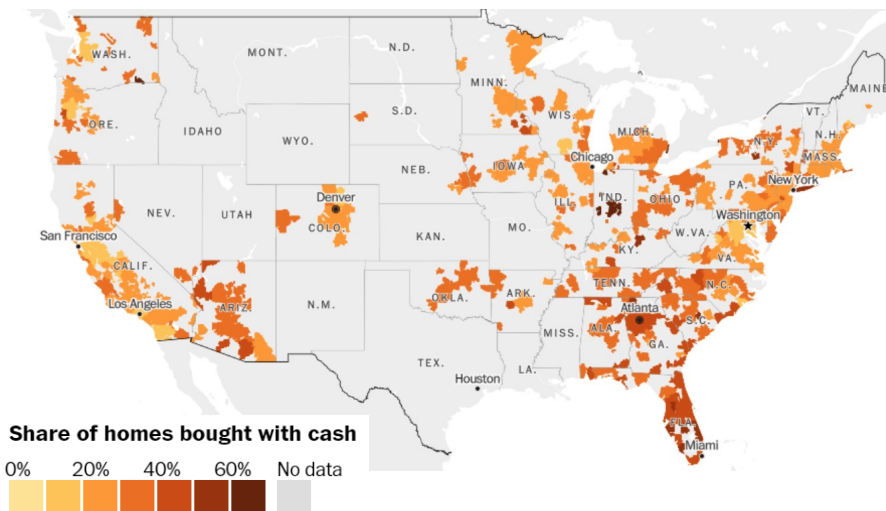 WASH.
MONT.
N.D.
MINN.
MAINE
ORE.
IDAHO
S.D.
WIS.
MICH.
VT.
N.H.
N.Y.
MASS.
WYO.
NEB.
IOWA
Chicago
NEV.
UTAH
Denver
COLO.
ILL.
IND.
OHIO
PA.
New York
San Francisco
KAN.
MO.
KY.
W.VA.
Washington
VA.
CALIF.
Los Angeles
ARIZ.
N.M.
OKLA.
ARK.
TENN.
N.C.
Atlanta
S.C.
TEX.
LA.
MISS.
ALA.
GA.
Houston
FLA.
Miami
Share of homes bought with cash
0% 20% 40% 60% No data